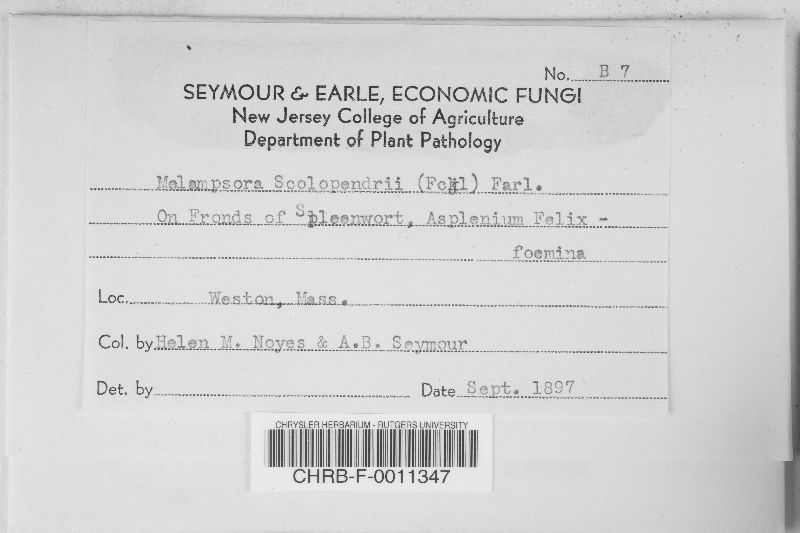 No. B 7
SEYMOUR & EARLE, ECONOMIC FUNGI
New Jersey College of Agriculture
Department of Plant Pathology
Melampsora Scolopendrii (Fckl) Farl.
On Fronds of Spleenwort, Asplenium Felix -
foemina
Loc. Weston, Mass.
Col. by Helen M. Noyes & A.B. Seymour
Det. by
Date Sept. 1897
CHRYSLER HERBARIUM - RUTGERS UNIVERSITY
CHRB-F-0011347